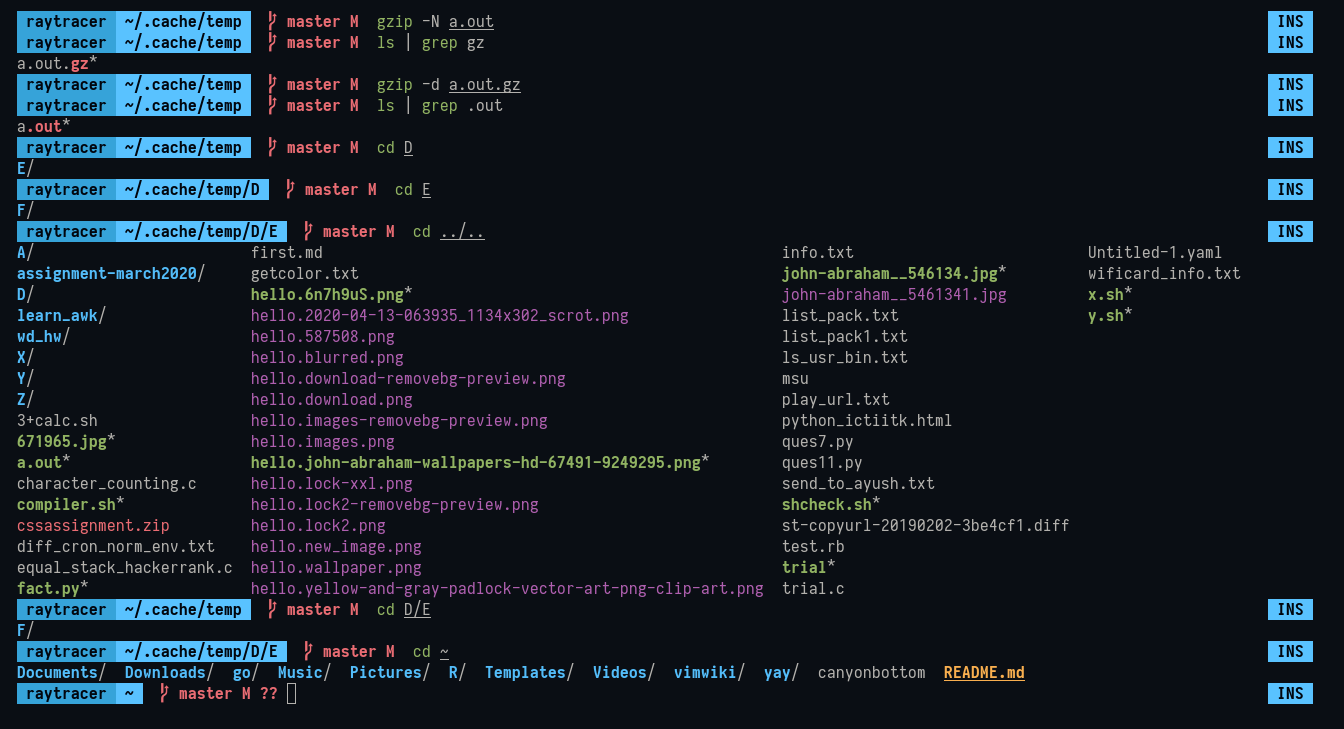 raytracer ~/.cache/temp master M gzip -N a.out INS
raytracer ~/.cache/temp master M ls | grep gz INS
a.out.gz*
raytracer ~/.cache/temp master M gzip -d a.out.gz INS
raytracer ~/.cache/temp master M ls | grep .out INS
a.out*
raytracer ~/.cache/temp master M cd D INS
E/
raytracer ~/.cache/temp/D master M cd E INS
F/
raytracer ~/.cache/temp/D/E master M cd ../.. INS
A/ first.md info.txt Untitled-1.yaml
assignment-march2020/ getcolor.txt john-abraham__546134.jpg* wificard_info.txt
D/ hello.6n7h9uS.png* john-abraham__5461341.jpg x.sh*
learn_awk/ hello.2020-04-13-063935_1134x302_scrot.png list_pack.txt y.sh*
wd_hw/ hello.587508.png list_pack1.txt
X/ hello.blurred.png ls_usr_bin.txt
Y/ hello.download-removebg-preview.png msu
Z/ hello.download.png play_url.txt
3+calc.sh hello.images-removebg-preview.png python_ictiitk.html
671965.jpg* hello.images.png ques7.py
a.out* hello.john-abraham-wallpapers-hd-67491-9249295.png* ques11.py
character_counting.c hello.lock-xxl.png send_to_ayush.txt
compiler.sh* hello.lock2-removebg-preview.png shcheck.sh*
cssassignment.zip hello.lock2.png st-copyurl-20190202-3be4cf1.diff
diff_cron_norm_env.txt hello.new_image.png test.rb
equal_stack_hackerrank.c hello.wallpaper.png trial*
fact.py* hello.yellow-and-gray-padlock-vector-art-png-clip-art.png trial.c
raytracer ~/.cache/temp master M cd D/E INS
F/
raytracer ~/.cache/temp/D/E master M cd ~ INS
Documents/ Downloads/ go/ Music/ Pictures/ R/ Templates/ Videos/ vimwiki/ yay/ canyonbottom README.md
raytracer ~ master M ?? INS